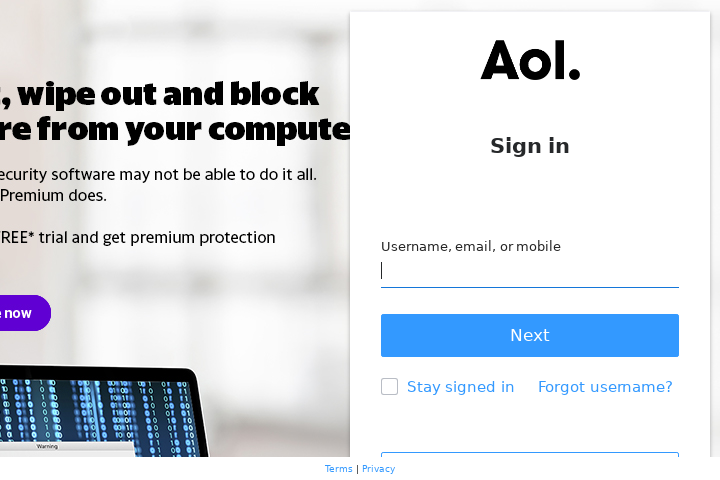 , wipe out and block
re from your compute
ecurity software may not be able to do it all.
Premium does.
REE* trial and get premium protection
now
Warning
Aol.
Sign in
Username, email, or mobile
Next
Stay signed in
Forgot username?
Terms | Privacy